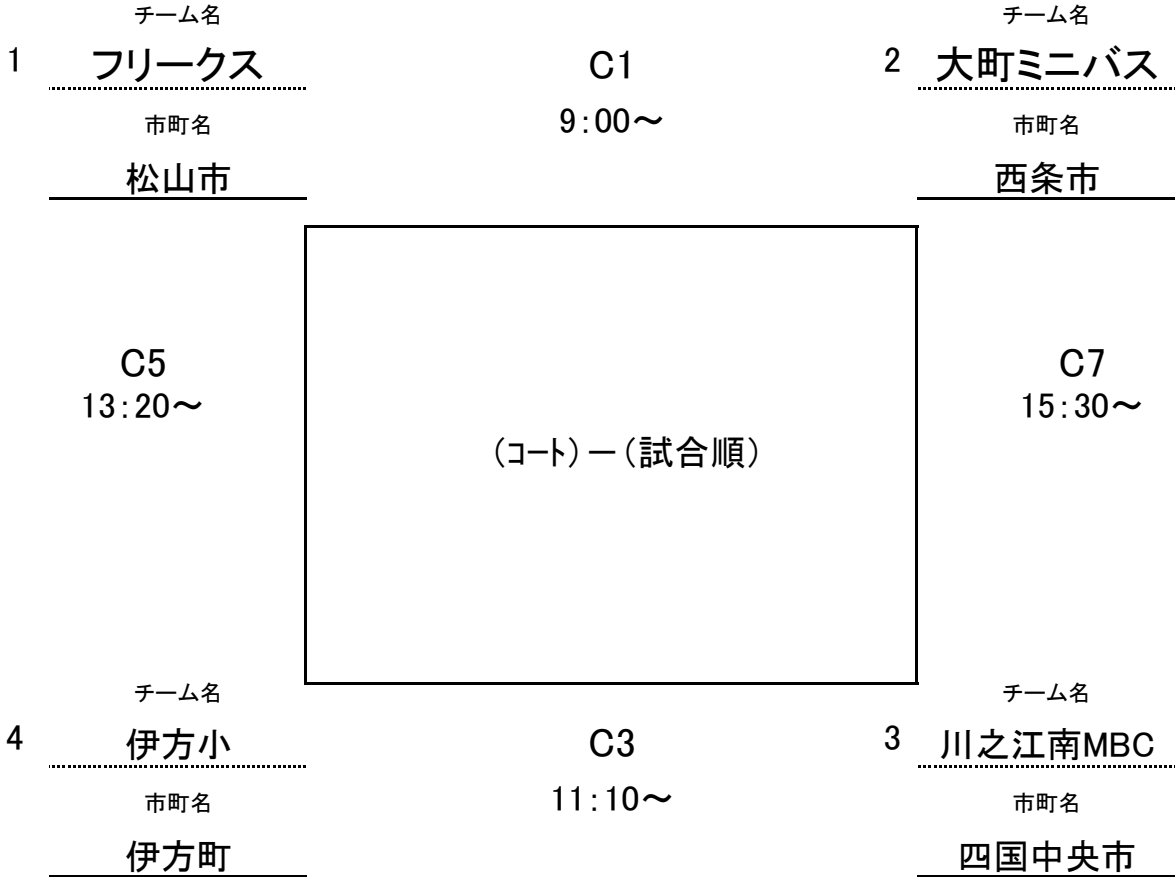 チーム名
チーム名
1 フリークス
C1
2 大町ミニバス
9:00～
市町名
市町名
松山市
西条市
C5
13:20～
C7
15:30～
(コート)－(試合順)
チーム名
チーム名
4 伊方小
C3
3 川之江南MBC
11:10～
市町名
市町名
伊方町
四国中央市